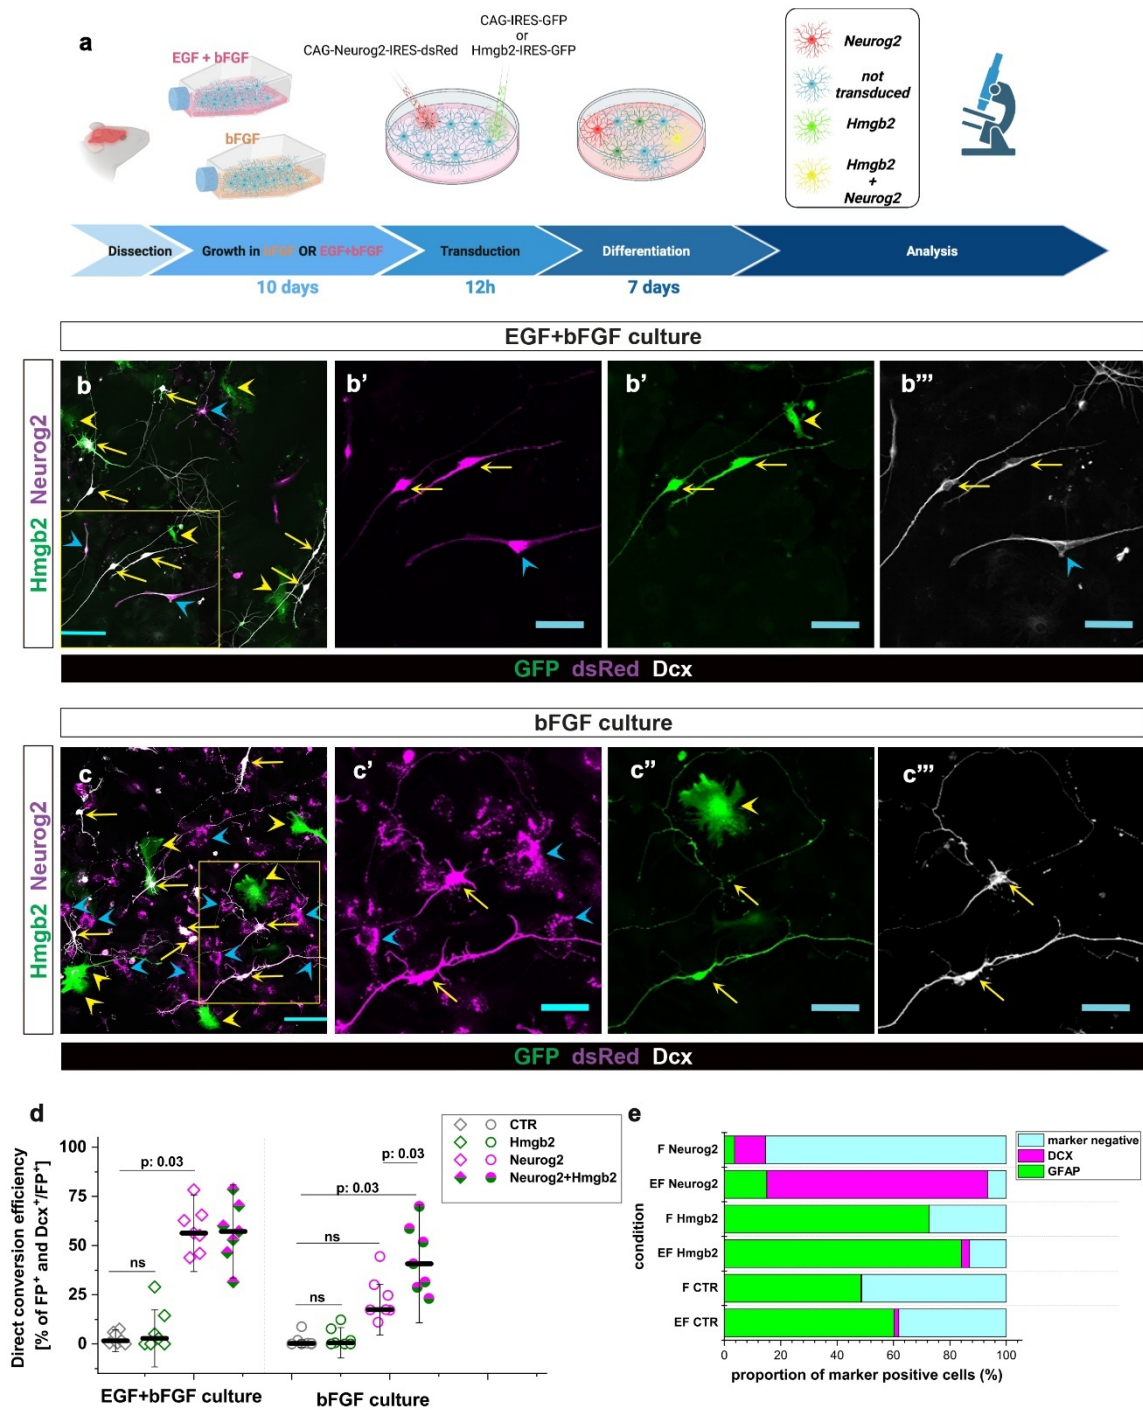 a
EGF + bFGF
bFGF
CAG-Neurog2-IRES-dsRed
CAG-IRES-GFP
or
Hmgb2-IRES-GFP
Neurog2
not
transduced
Hmgb2
Hmgb2
+
Neurog2
Dissection
Growth in bFGF OR EGF+bFGF
Transduction
Differentiation
Analysis
10 days
12h
7 days
EGF+bFGF culture
Hmgb2 Neurog2
b
b'
b'
b'''
GFP dsRed Dcx
bFGF culture
Hmgb2 Neurog2
c
c'
c''
c'''
GFP dsRed Dcx
d
Direct conversion efficiency
[% of FP+ and Dcx+/FP+]
100
75
50
25
0
p: 0.03
ns
p: 0.03
p: 0.03
ns
ns
CTR
Hmgb2
Neurog2
Neurog2+Hmgb2
EGF+bFGF culture
bFGF culture
e
marker negative
DCX
GFAP
condition
F Neurog2
EF Neurog2
F Hmgb2
EF Hmgb2
F CTR
EF CTR
0 20 40 60 80 100
proportion of marker positive cells (%)